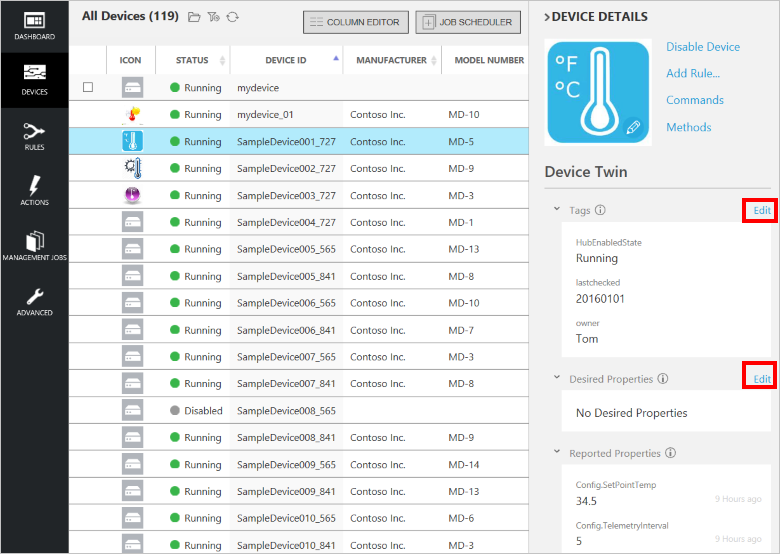 DASHBOARD
DEVICES
RULES
ACTIONS
MANAGEMENT JOBS
ADVANCED
All Devices (119)
COLUMN EDITOR
JOB SCHEDULER
ICON STATUS DEVICE ID MANUFACTURER MODEL NUMBER
Running mydevice
Running mydevice_01 Contoso Inc. MD-10
Running SampleDevice001_727 Contoso Inc. MD-5
Running SampleDevice002_727 Contoso Inc. MD-9
Running SampleDevice003_727 Contoso Inc. MD-3
Running SampleDevice004_727 Contoso Inc. MD-1
Running SampleDevice005_565 Contoso Inc. MD-13
Running SampleDevice005_841 Contoso Inc. MD-8
Running SampleDevice006_565 Contoso Inc. MD-10
Running SampleDevice006_841 Contoso Inc. MD-7
Running SampleDevice007_565 Contoso Inc. MD-3
Running SampleDevice007_841 Contoso Inc. MD-8
Disabled SampleDevice008_565
Running SampleDevice008_841 Contoso Inc. MD-9
Running SampleDevice009_565 Contoso Inc. MD-14
Running SampleDevice009_841 Contoso Inc. MD-13
Running SampleDevice010_565 Contoso Inc. MD-6
Running SampleDevice010_841 Contoso Inc. MD-3
>DEVICE DETAILS
°F
°C
Disable Device
Add Rule...
Commands
Methods
Device Twin
Tags Edit
HubEnabledState
Running
lastchecked
20160101
owner
Tom
Desired Properties Edit
No Desired Properties
Reported Properties
Config.SetPointTemp
34.5 9 Hours ago
Config.TelemetryInterval
5 9 Hours ago